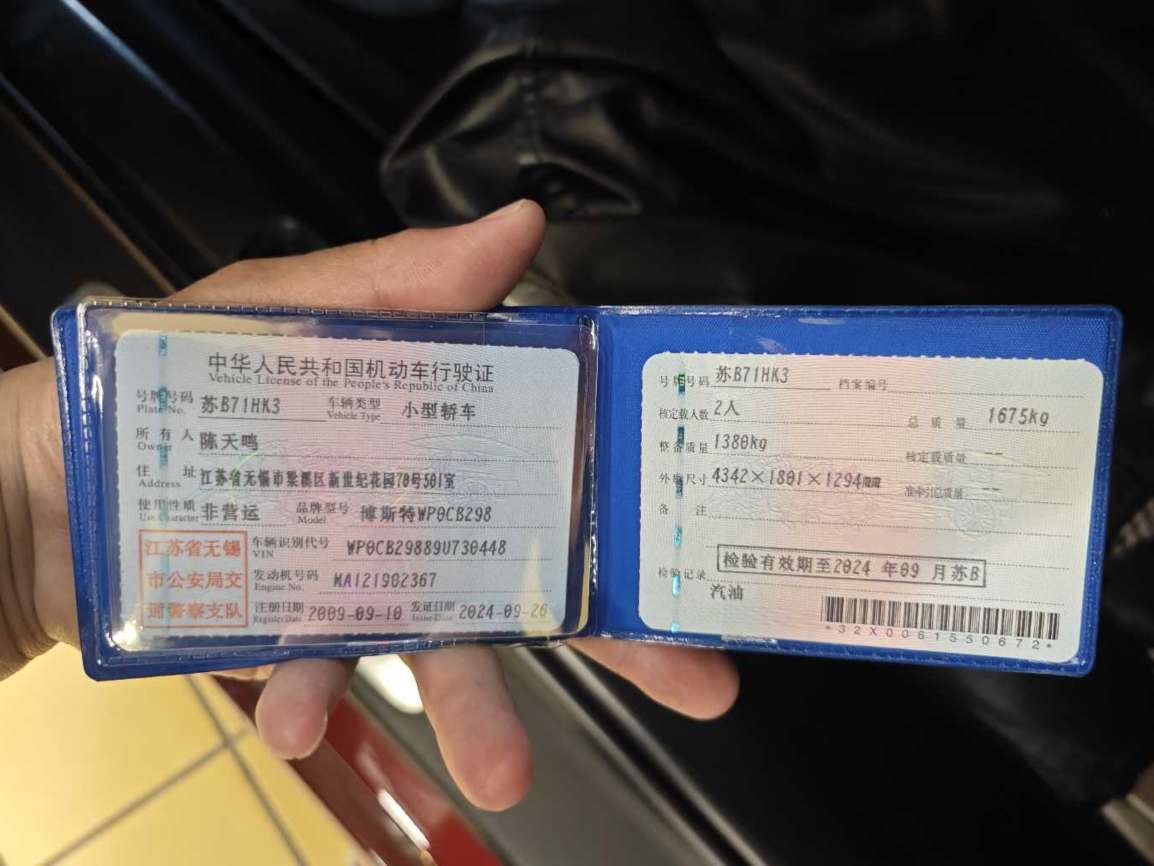 中华人民共和国机动车行驶证
Vehicle License of the People's Republic of China
号牌号码 苏B71HK3 车辆类型 小型轿车
Plate No. Vehicle Type
所有人 陈天鸣
Owner
住址 江苏省无锡市梁溪区新世纪花园70号501室
Address
使用性质 非营运 品牌型号 博斯特WP0CB298
Use Character Model
江苏省无锡
市公安局交
通警察支队
车辆识别代号 WP0CB29889U730448
VIN
发动机号码 MA121902367
Engine No.
注册日期 2009-09-10 发证日期 2024-09-26
Register Date Issue Date
号牌号码 苏B71HK3 档案编号
核定载人数 2人 总质量 1675kg
整备质量 1380kg 核定载质量 --
外廓尺寸 4342×1801×1294 准牵引总质量 --
备注
检验有效期至2024 年09 月苏B
检验记录
汽油
*32X0061550672*